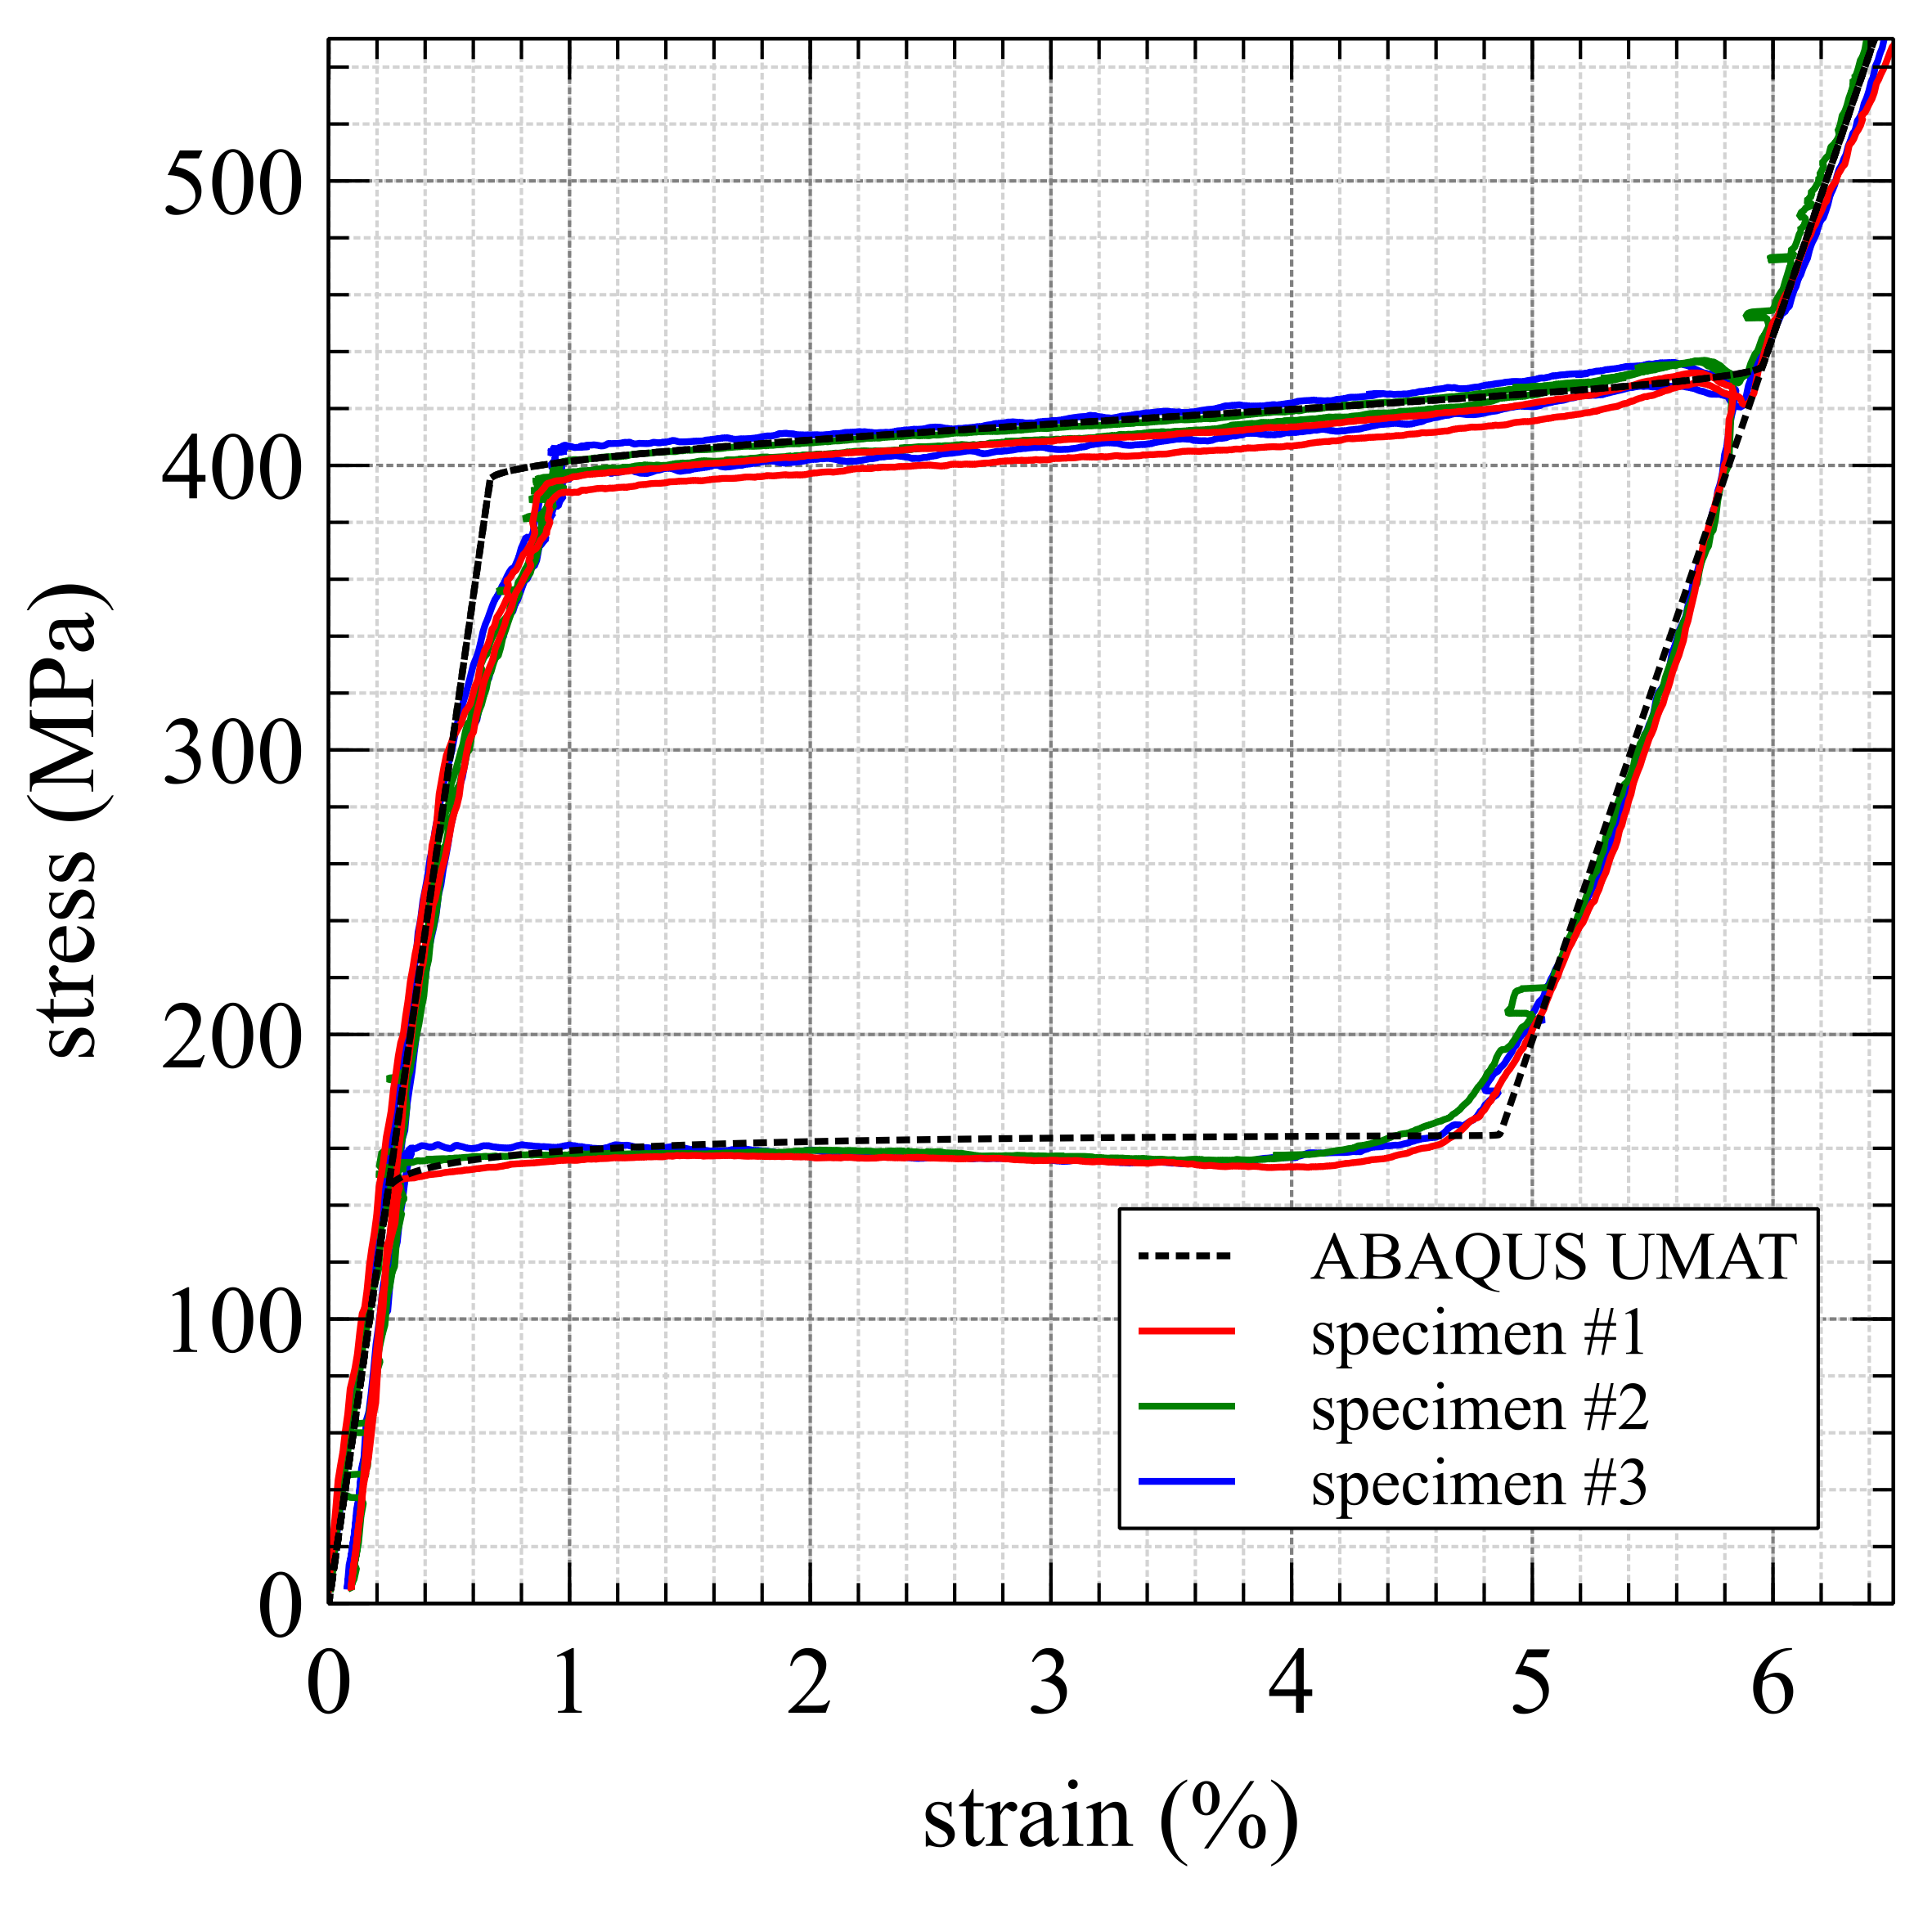 stress (MPa)
500
400
300
200
100
0
ABAQUS UMAT
specimen #1
specimen #2
specimen #3
0 1 2 3 4 5 6
strain (%)